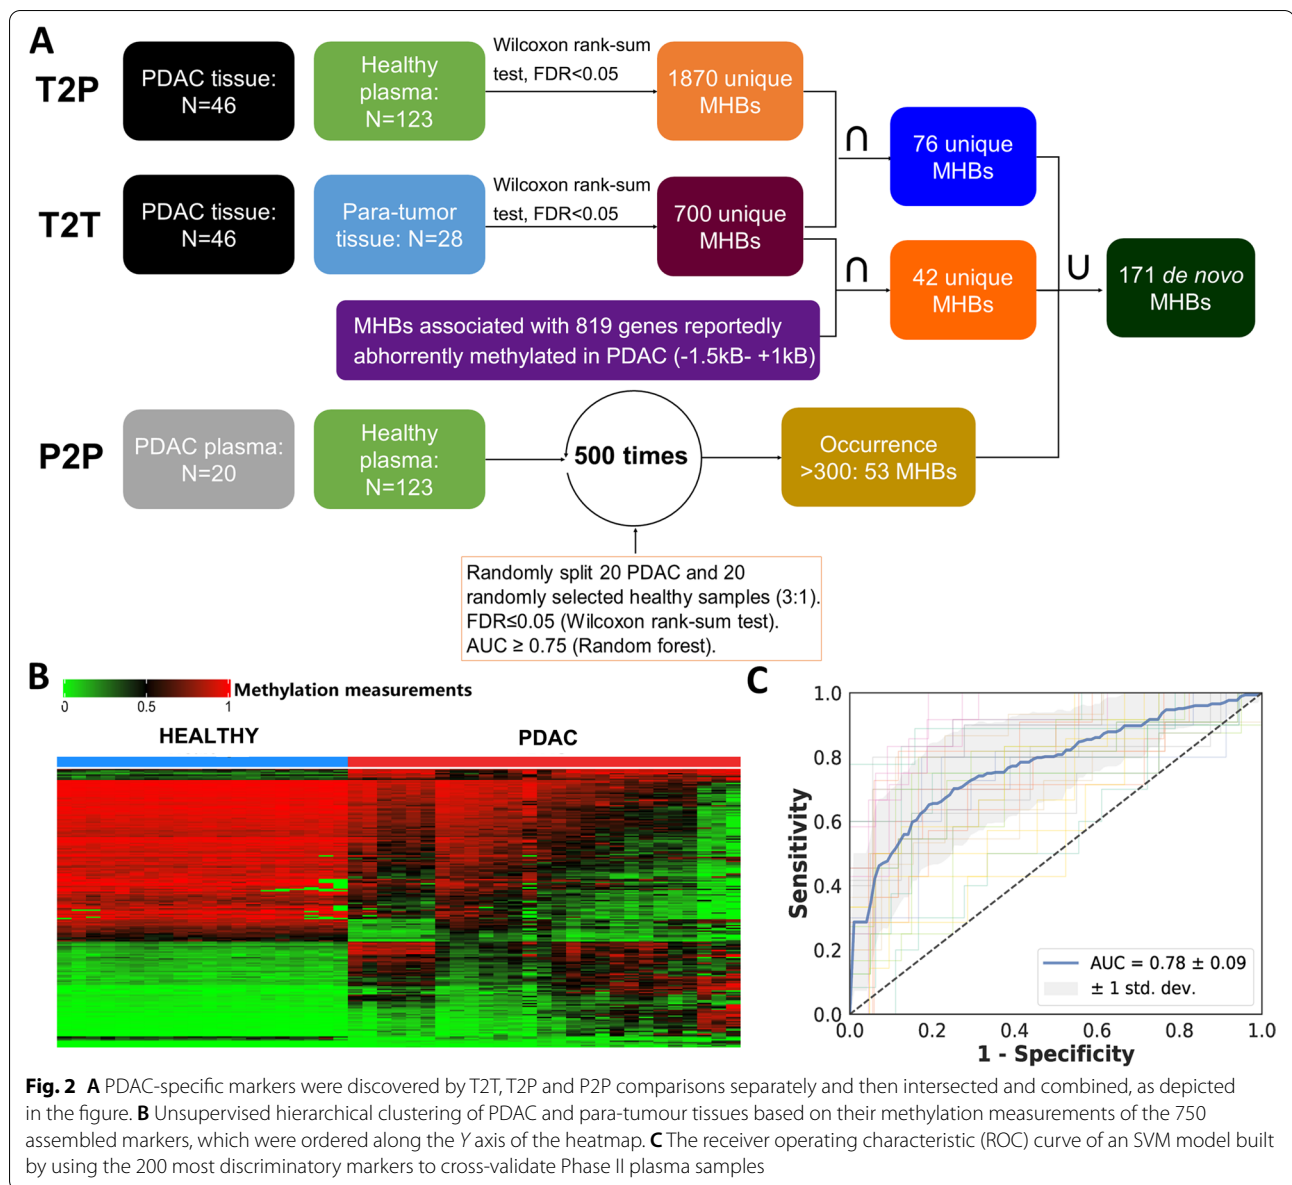 A
T2P
PDAC tissue:
N=46
Healthy
plasma:
N=123
Wilcoxon rank-sum
test, FDR<0.05
1870 unique
MHBs
∩
76 unique
MHBs
T2T
PDAC tissue:
N=46
Para-tumor
tissue: N=28
Wilcoxon rank-sum
test, FDR<0.05
700 unique
MHBs
∩
42 unique
MHBs
∪
171 de novo
MHBs
MHBs associated with 819 genes reportedly
abhorrently methylated in PDAC (-1.5kB- +1kB)
P2P
PDAC plasma:
N=20
Healthy
plasma:
N=123
500 times
Occurrence
>300: 53 MHBs
Randomly split 20 PDAC and 20
randomly selected healthy samples (3:1).
FDR≤0.05 (Wilcoxon rank-sum test).
AUC ≥ 0.75 (Random forest).
B
0 0.5 1
Methylation measurements
HEALTHY PDAC
C
Sensitivity
1.0
0.8
0.6
0.4
0.2
0.0
0.0 0.2 0.4 0.6 0.8 1.0
1 - Specificity
AUC = 0.78 ± 0.09
± 1 std. dev.
Fig. 2 A PDAC-specific markers were discovered by T2T, T2P and P2P comparisons separately and then intersected and combined, as depicted
in the figure. B Unsupervised hierarchical clustering of PDAC and para-tumour tissues based on their methylation measurements of the 750
assembled markers, which were ordered along the Y axis of the heatmap. C The receiver operating characteristic (ROC) curve of an SVM model built
by using the 200 most discriminatory markers to cross-validate Phase II plasma samples